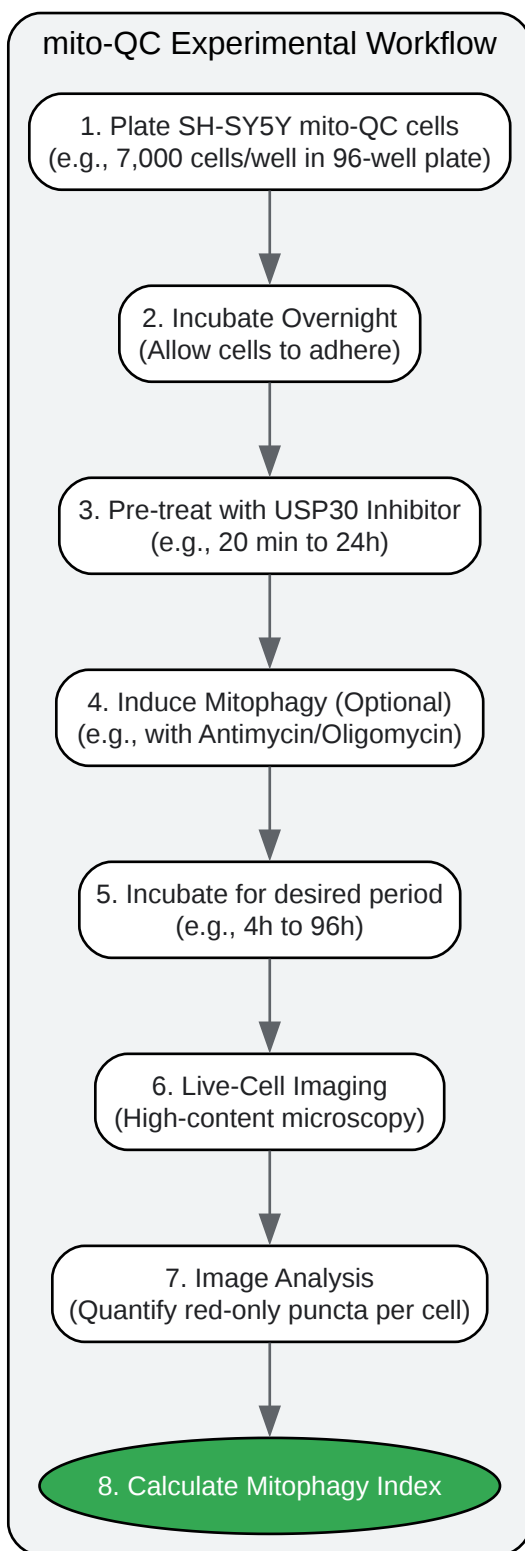 mito-QC Experimental Workflow
1. Plate SH-SY5Y mito-QC cells
(e.g., 7,000 cells/well in 96-well plate)
2. Incubate Overnight
(Allow cells to adhere)
3. Pre-treat with USP30 Inhibitor
(e.g., 20 min to 24h)
4. Induce Mitophagy (Optional)
(e.g., with Antimycin/Oligomycin)
5. Incubate for desired period
(e.g., 4h to 96h)
6. Live-Cell Imaging
(High-content microscopy)
7. Image Analysis
(Quantify red-only puncta per cell)
8. Calculate Mitophagy Index